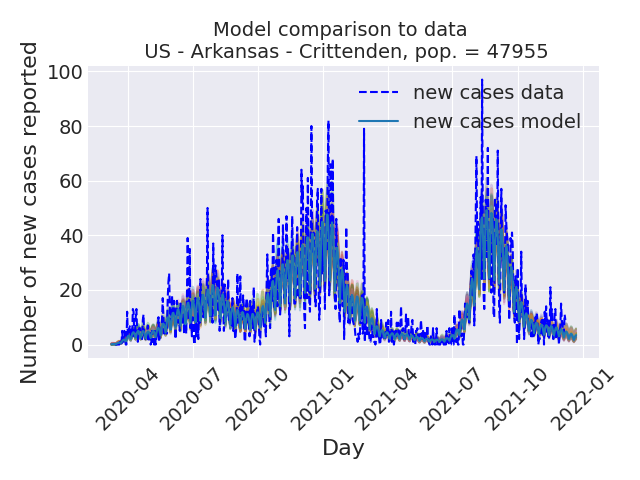 Model comparison to data
US - Arkansas - Crittenden, pop. = 47955
Number of new cases reported
100
80
60
40
20
0
new cases data
new cases model
2020-04
2020-07
2020-10
2021-01
2021-04
2021-07
2021-10
2022-01
Day